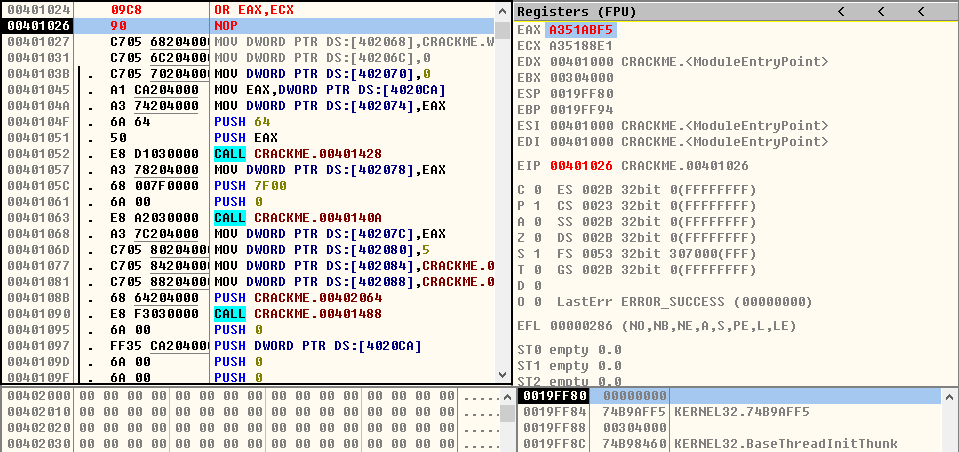 00401024 09C8 OR EAX,ECX
00401026 90 NOP
00401027 C705 68204000 MOV DWORD PTR DS:[402068],CRACKME.W
00401031 C705 6C204000 MOV DWORD PTR DS:[40206C],0
0040103B . C705 70204000 MOV DWORD PTR DS:[402070],0
00401045 . A1 CA204000 MOV EAX,DWORD PTR DS:[4020CA]
0040104A . A3 74204000 MOV DWORD PTR DS:[402074],EAX
0040104F . 6A 64 PUSH 64
00401051 . 50 PUSH EAX
00401052 . E8 D1030000 CALL CRACKME.00401428
00401057 . A3 78204000 MOV DWORD PTR DS:[402078],EAX
0040105C . 68 007F0000 PUSH 7F00
00401061 . 6A 00 PUSH 0
00401063 . E8 A2030000 CALL CRACKME.0040140A
00401068 . A3 7C204000 MOV DWORD PTR DS:[40207C],EAX
0040106D . C705 80204000 MOV DWORD PTR DS:[402080],5
00401077 . C705 84204000 MOV DWORD PTR DS:[402084],CRACKME.0
00401081 . C705 88204000 MOV DWORD PTR DS:[402088],CRACKME.0
0040108B . 68 64204000 PUSH CRACKME.00402064
00401090 . E8 F3030000 CALL CRACKME.00401488
00401095 . 6A 00 PUSH 0
00401097 . FF35 CA204000 PUSH DWORD PTR DS:[4020CA]
0040109D . 6A 00 PUSH 0
0040109F . 6A 00 PUSH 0
Registers (FPU) < < <
EAX A351ABF5
ECX A35188E1
EDX 00401000 CRACKME.<ModuleEntryPoint>
EBX 00304000
ESP 0019FF80
EBP 0019FF94
ESI 00401000 CRACKME.<ModuleEntryPoint>
EDI 00401000 CRACKME.<ModuleEntryPoint>
EIP 00401026 CRACKME.00401026
C 0 ES 002B 32bit 0(FFFFFFFF)
P 1 CS 0023 32bit 0(FFFFFFFF)
A 0 SS 002B 32bit 0(FFFFFFFF)
Z 0 DS 002B 32bit 0(FFFFFFFF)
S 1 FS 0053 32bit 307000(FFF)
T 0 GS 002B 32bit 0(FFFFFFFF)
D 0
O 0 LastErr ERROR_SUCCESS (00000000)
EFL 00000286 (NO,NB,NE,A,S,PE,L,LE)
ST0 empty 0.0
ST1 empty 0.0
ST2 empty 0.0
00402000 00 00 00 00 00 00 00 00 00 00 00 00 00 00 00 00 .....
00402010 00 00 00 00 00 00 00 00 00 00 00 00 00 00 00 00 .....
00402020 00 00 00 00 00 00 00 00 00 00 00 00 00 00 00 00 .....
00402030 00 00 00 00 00 00 00 00 00 00 00 00 00 00 00 00 .....
0019FF80 00000000
0019FF84 74B9AFF5 KERNEL32.74B9AFF5
0019FF88 00304000
0019FF8C 74B98460 KERNEL32.BaseThreadInitThunk